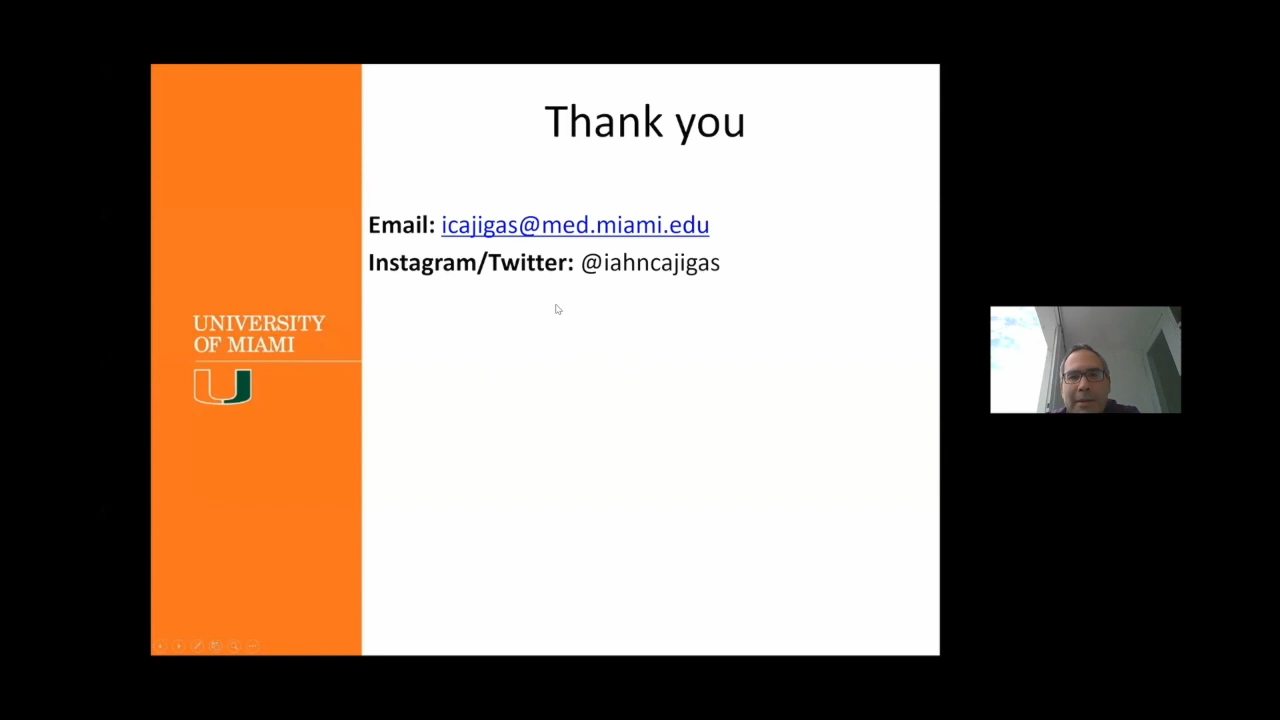 Thank you
Email: icajigas@med.miami.edu
Instagram/Twitter: @iahncajigas
UNIVERSITY
OF MIAMI